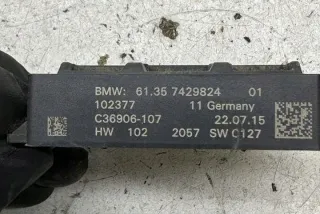 BMW: 61.35 7429824 01
102377 11 Germany
C36906-107 22.07.15
HW 102 2057 SW 0127